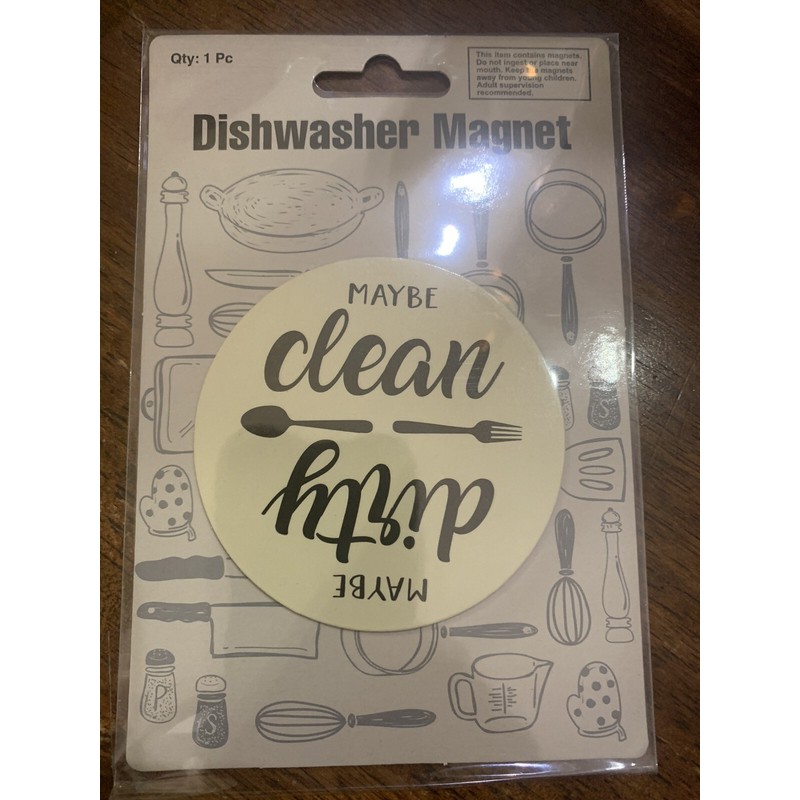 Qty: 1 Pc
This item contains magnets.
Do not ingest or place near
mouth. Keep magnets
away from young children.
Adult supervision
recommended.
Dishwasher Magnet
MAYBE
clean
dirty
MAYBE
S
P
S